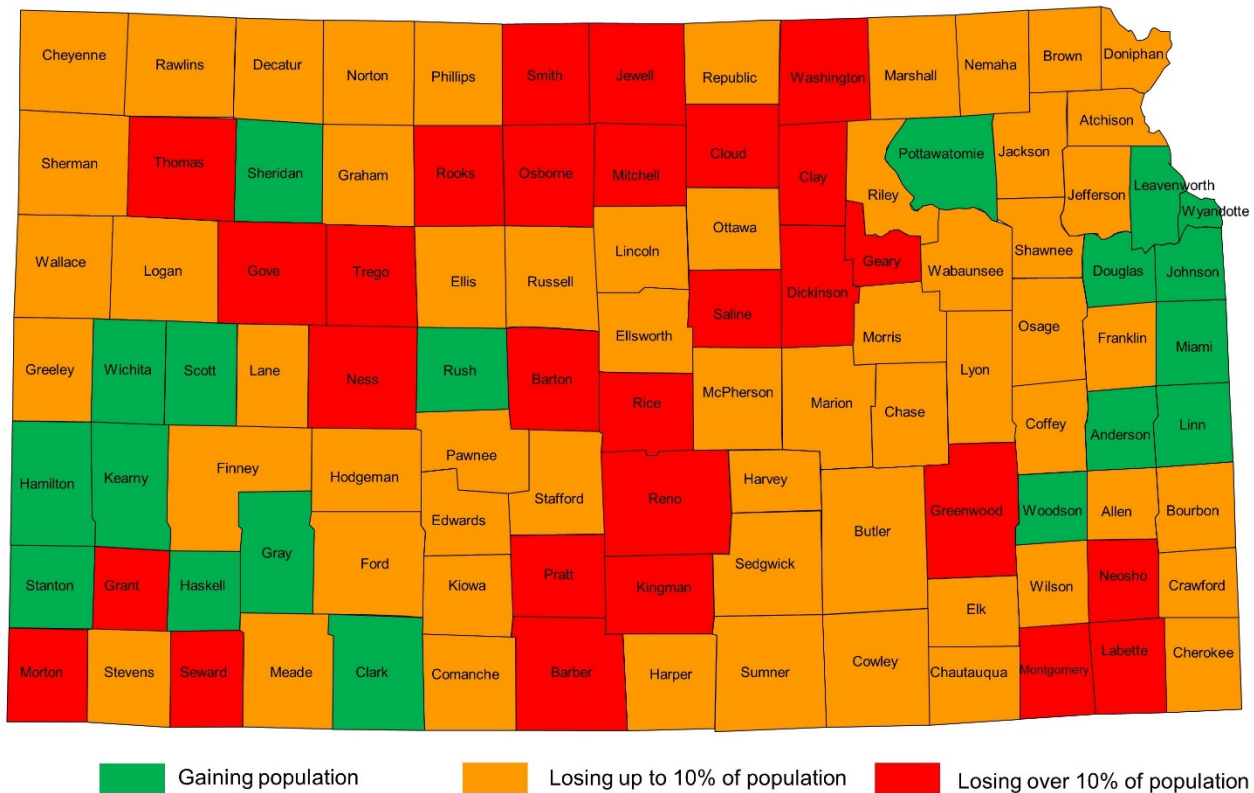 Cheyenne
Rawlins
Decatur
Norton
Phillips
Smith
Jewell
Republic
Washington
Marshall
Nemaha
Brown
Doniphan
Sherman
Thomas
Sheridan
Graham
Rooks
Osborne
Mitchell
Cloud
Clay
Riley
Pottawatomie
Jackson
Atchison
Jefferson
Leavenworth
Wyandotte
Wallace
Logan
Gove
Trego
Ellis
Russell
Lincoln
Ottawa
Saline
Dickinson
Geary
Wabaunsee
Shawnee
Douglas
Johnson
Greeley
Wichita
Scott
Lane
Ness
Rush
Barton
Ellsworth
Rice
McPherson
Marion
Morris
Chase
Lyon
Osage
Coffey
Franklin
Miami
Anderson
Linn
Hamilton
Kearny
Finney
Hodgeman
Pawnee
Edwards
Stafford
Reno
Harvey
Sedgwick
Butler
Greenwood
Woodson
Allen
Bourbon
Stanton
Grant
Haskell
Gray
Ford
Kiowa
Pratt
Kingman
Elk
Wilson
Neosho
Crawford
Morton
Stevens
Seward
Meade
Clark
Comanche
Barber
Harper
Sumner
Cowley
Chautauqua
Montgomery
Labette
Cherokee
Gaining population
Losing up to 10% of population
Losing over 10% of population